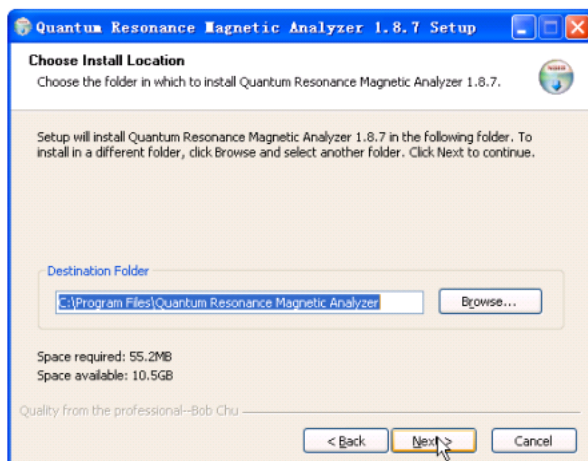 Quantum Resonance Magnetic Analyzer 1.8.7 Setup
Choose Install Location
Choose the folder in which to install Quantum Resonance Magnetic Analyzer 1.8.7.
Setup will install Quantum Resonance Magnetic Analyzer 1.8.7 in the following folder. To
install in a different folder, click Browse and select another folder. Click Next to continue.
Destination Folder
C:\Program Files\Quantum Resonance Magnetic Analyzer
Browse...
Space required: 55.2MB
Space available: 10.5GB
Quality from the professional--Bob Chu
< Back
Next >
Cancel